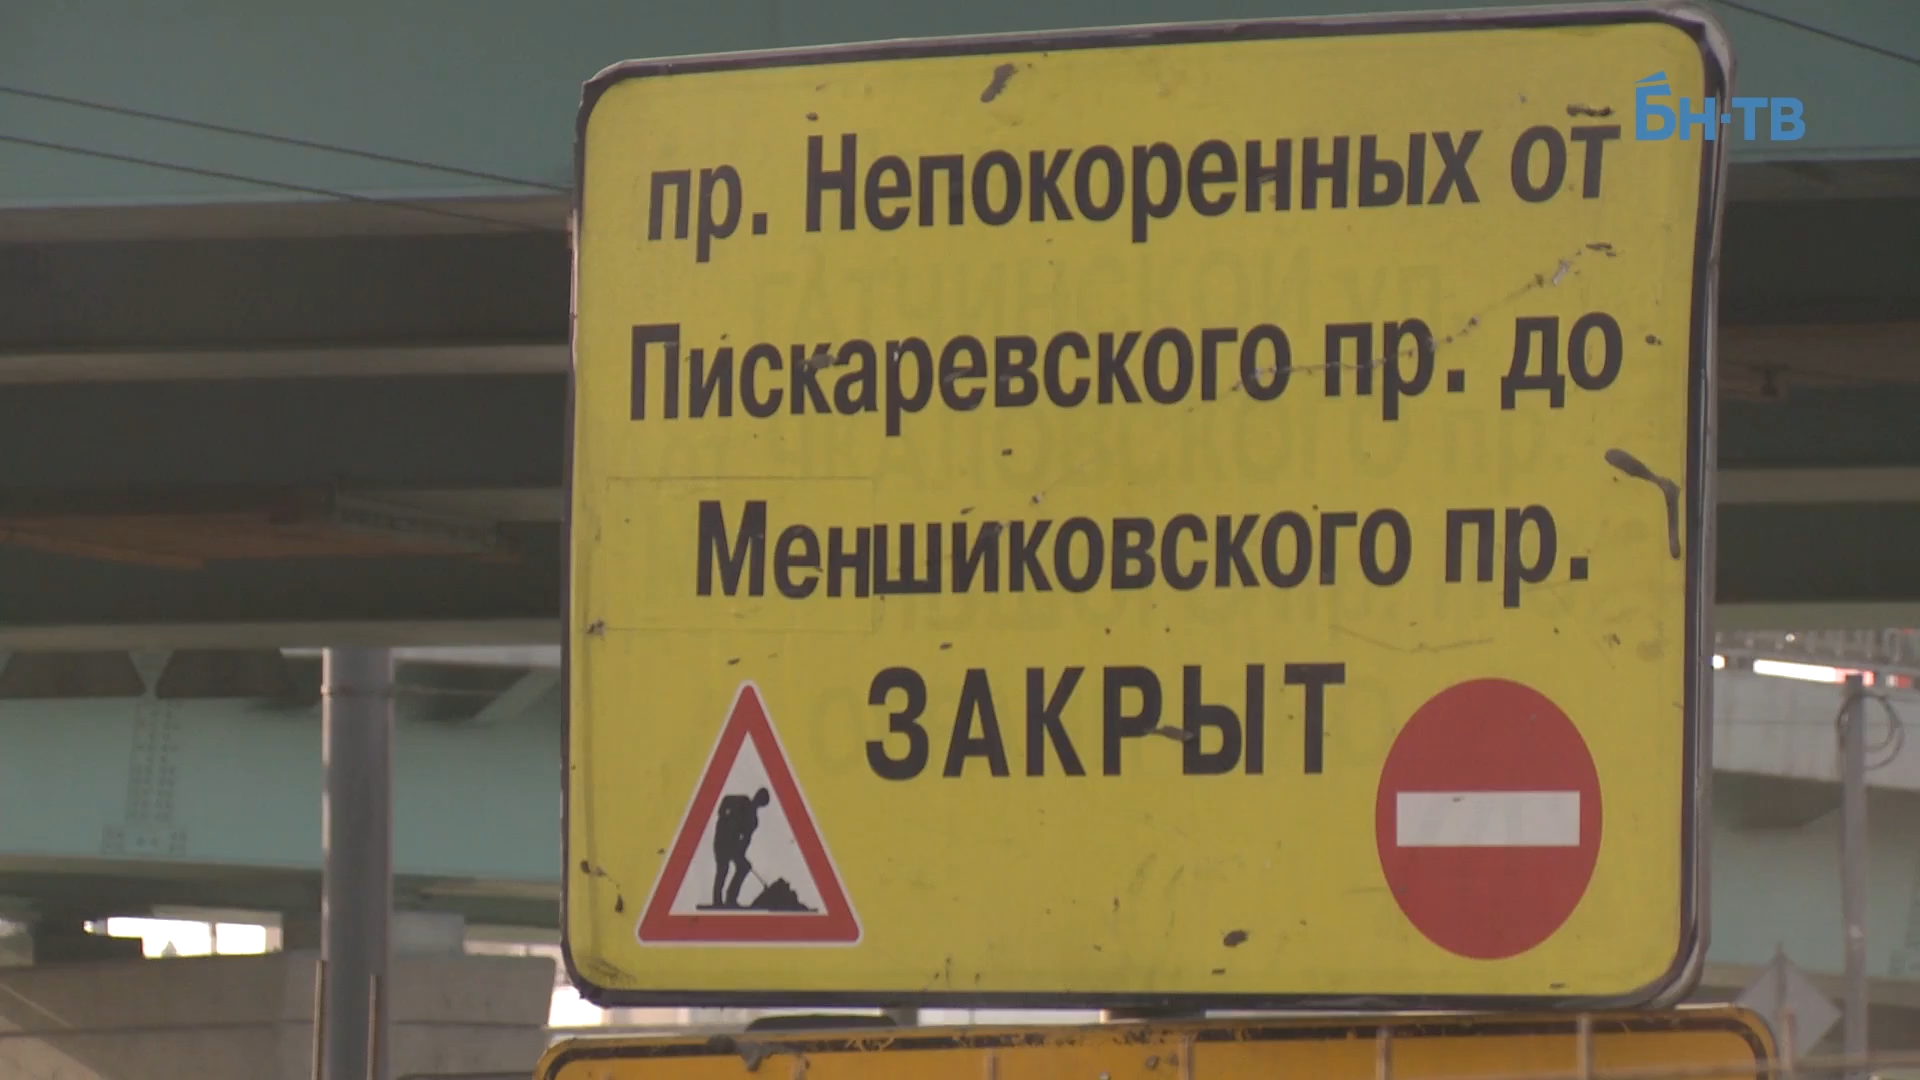 БН-ТВ
пр. Непокоренных от
Пискаревского пр. до
Меншиковского пр.
ЗАКРЫТ